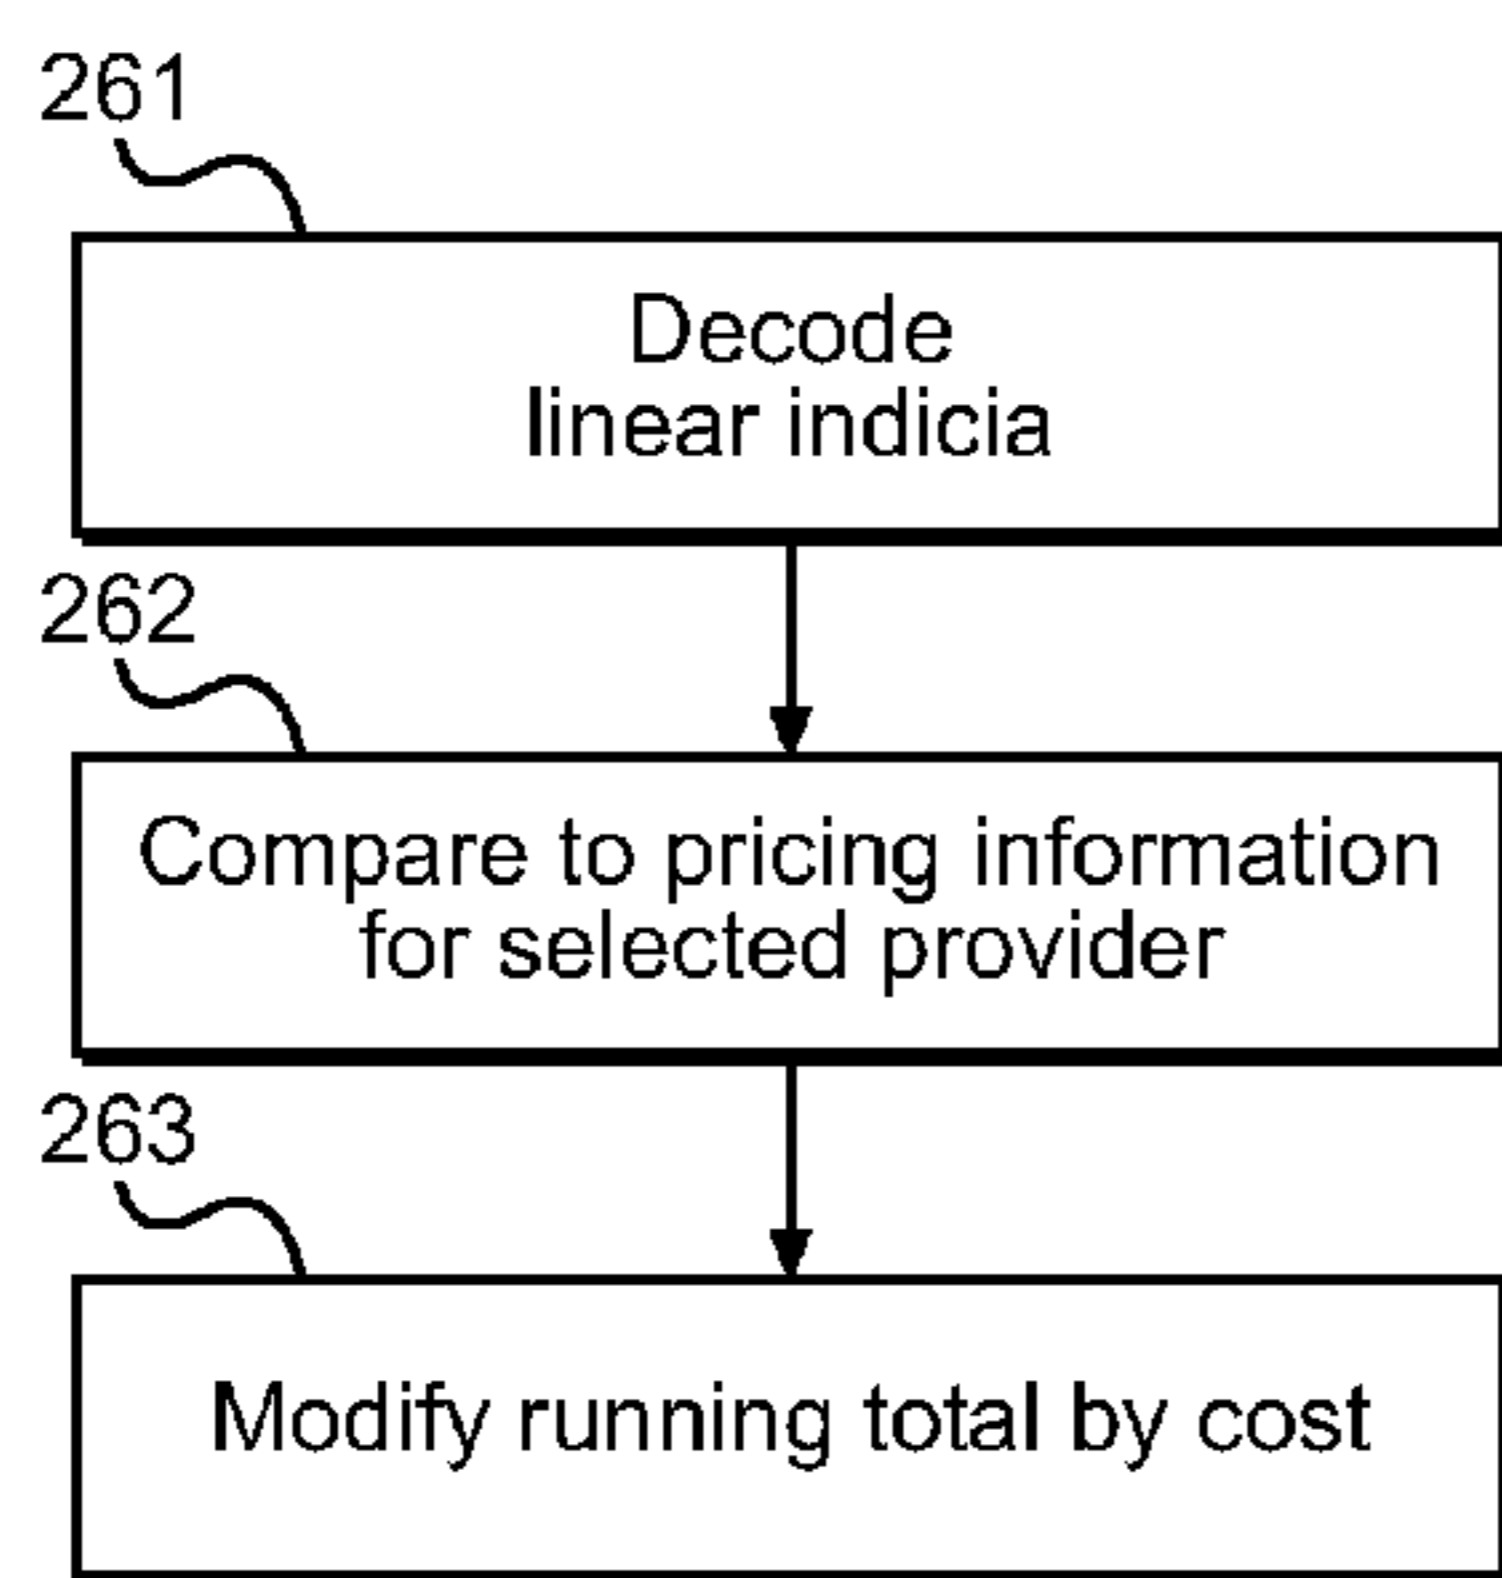 261
Decode
linear indicia
262
Compare to pricing information
for selected provider
263
Modify running total by cost